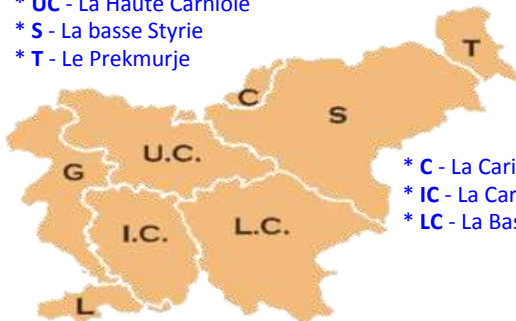 * UC - La Haute Carniole
* S - La basse Styrie
* T - Le Prekmurje
T
C
S
U.C.
G
* C - La
* IC - La
* LC - La
I.C.
L.C.
L